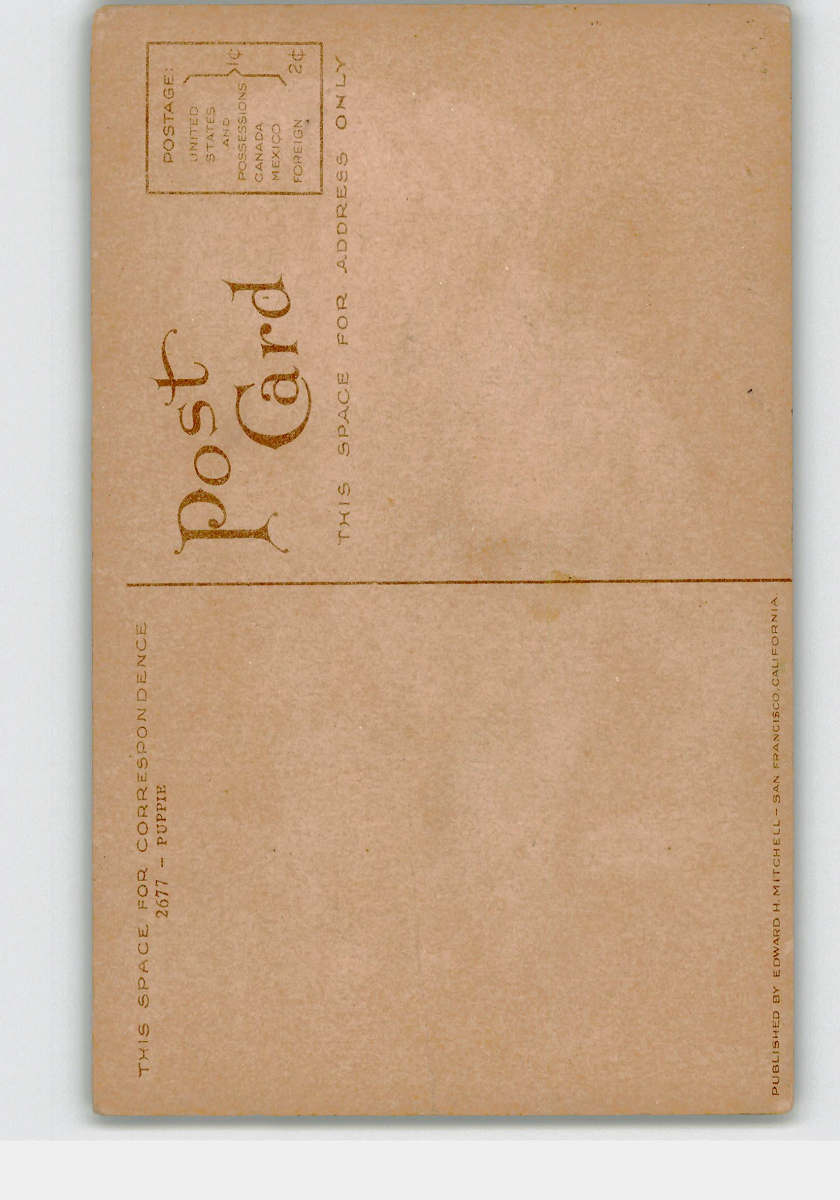 THIS SPACE FOR CORRESPONDENCE
2677 - PUPPIE
Post
Card
THIS SPACE FOR ADDRESS ONLY
POSTAGE:
UNITED
STATES
AND
POSSESSIONS
CANADA
MEXICO
1¢
FOREIGN 2¢
PUBLISHED BY EDWARD H. MITCHELL - SAN FRANCISCO, CALIFORNIA